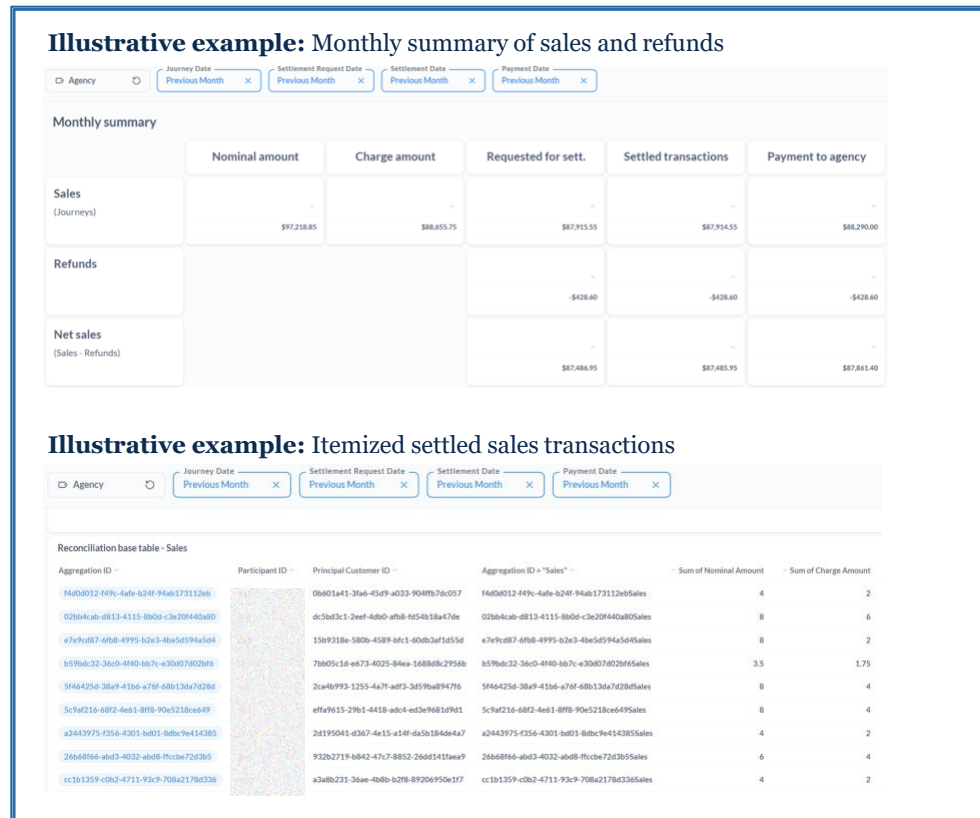 Illustrative example: Monthly summary of sales and refunds
Journey Date Settlement Request Date Settlement Date Payment Date
Agency Previous Month × Previous Month × Previous Month × Previous Month ×
Monthly summary
Nominal amount Charge amount Requested for sett. Settled transactions Payment to agency
Sales
(Journeys)
$97,218.85 $88,655.75 $87,915.55 $87,914.55 $88,290.00
Refunds
-$428.60 -$428.60 -$428.60
Net sales
(Sales - Refunds)
$87,486.95 $87,485.95 $87,861.40
Illustrative example: Itemized settled sales transactions
Journey Date Settlement Request Date Settlement Date Payment Date
Agency Previous Month × Previous Month × Previous Month × Previous Month ×
Reconciliation base table - Sales
Aggregation ID Participant ID Principal Customer ID Aggregation ID + "Sales" Sum of Nominal Amount Sum of Charge Amount
f4d0d012-f49c-4afe-b24f-94ab173112eb 0b601a41-3fa6-45d9-a033-904ffb7dc057 f4d0d012-f49c-4afe-b24f-94ab173112ebSales 4 2
02bb4cab-d813-4115-8b0d-c3e20f440a80 dc5bd3c1-2eef-4db0-afb8-fd54b18a47de 02bb4cab-d813-4115-8b0d-c3e20f440a80Sales 8 6
e7e9cd87-6fb8-4995-b2e3-4be5d594a5d4 15b9318e-580b-4589-bfc1-60db3af1d55d e7e9cd87-6fb8-4995-b2e3-4be5d594a5d4Sales 8 2
b59bdc32-36c0-4f40-bb7c-e30d07d02bf6 7bb05c1d-e673-4025-84ea-1688d8c2956b b59bdc32-36c0-4f40-bb7c-e30d07d02bf6Sales 3.5 1.75
5f46425d-38a9-41b6-a76f-68b13da7d28d 2ca4b993-1255-4a7f-adf3-3d59ba8947f6 5f46425d-38a9-41b6-a76f-68b13da7d28dSales 8 4
5c9af216-68f2-4e61-8ff8-90e5218ce649 effa9615-29b1-4418-adc4-ed3e9681d9d1 5c9af216-68f2-4e61-8ff8-90e5218ce649Sales 8 4
a2443975-f356-4301-bd01-8dbc9e414385 2d195041-d367-4e15-a14f-da5b184de4a7 a2443975-f356-4301-bd01-8dbc9e414385Sales 4 2
26b68f66-abd3-4032-abd8-ffccbe72d3b5 932b2719-b842-47c7-8852-26dd141faea9 26b68f66-abd3-4032-abd8-ffccbe72d3b5Sales 6 4
cc1b1359-c0b2-4711-93c9-708a2178d336 a3a8b231-36ae-4b8b-b2f8-89206950e1f7 cc1b1359-c0b2-4711-93c9-708a2178d336Sales 4 2